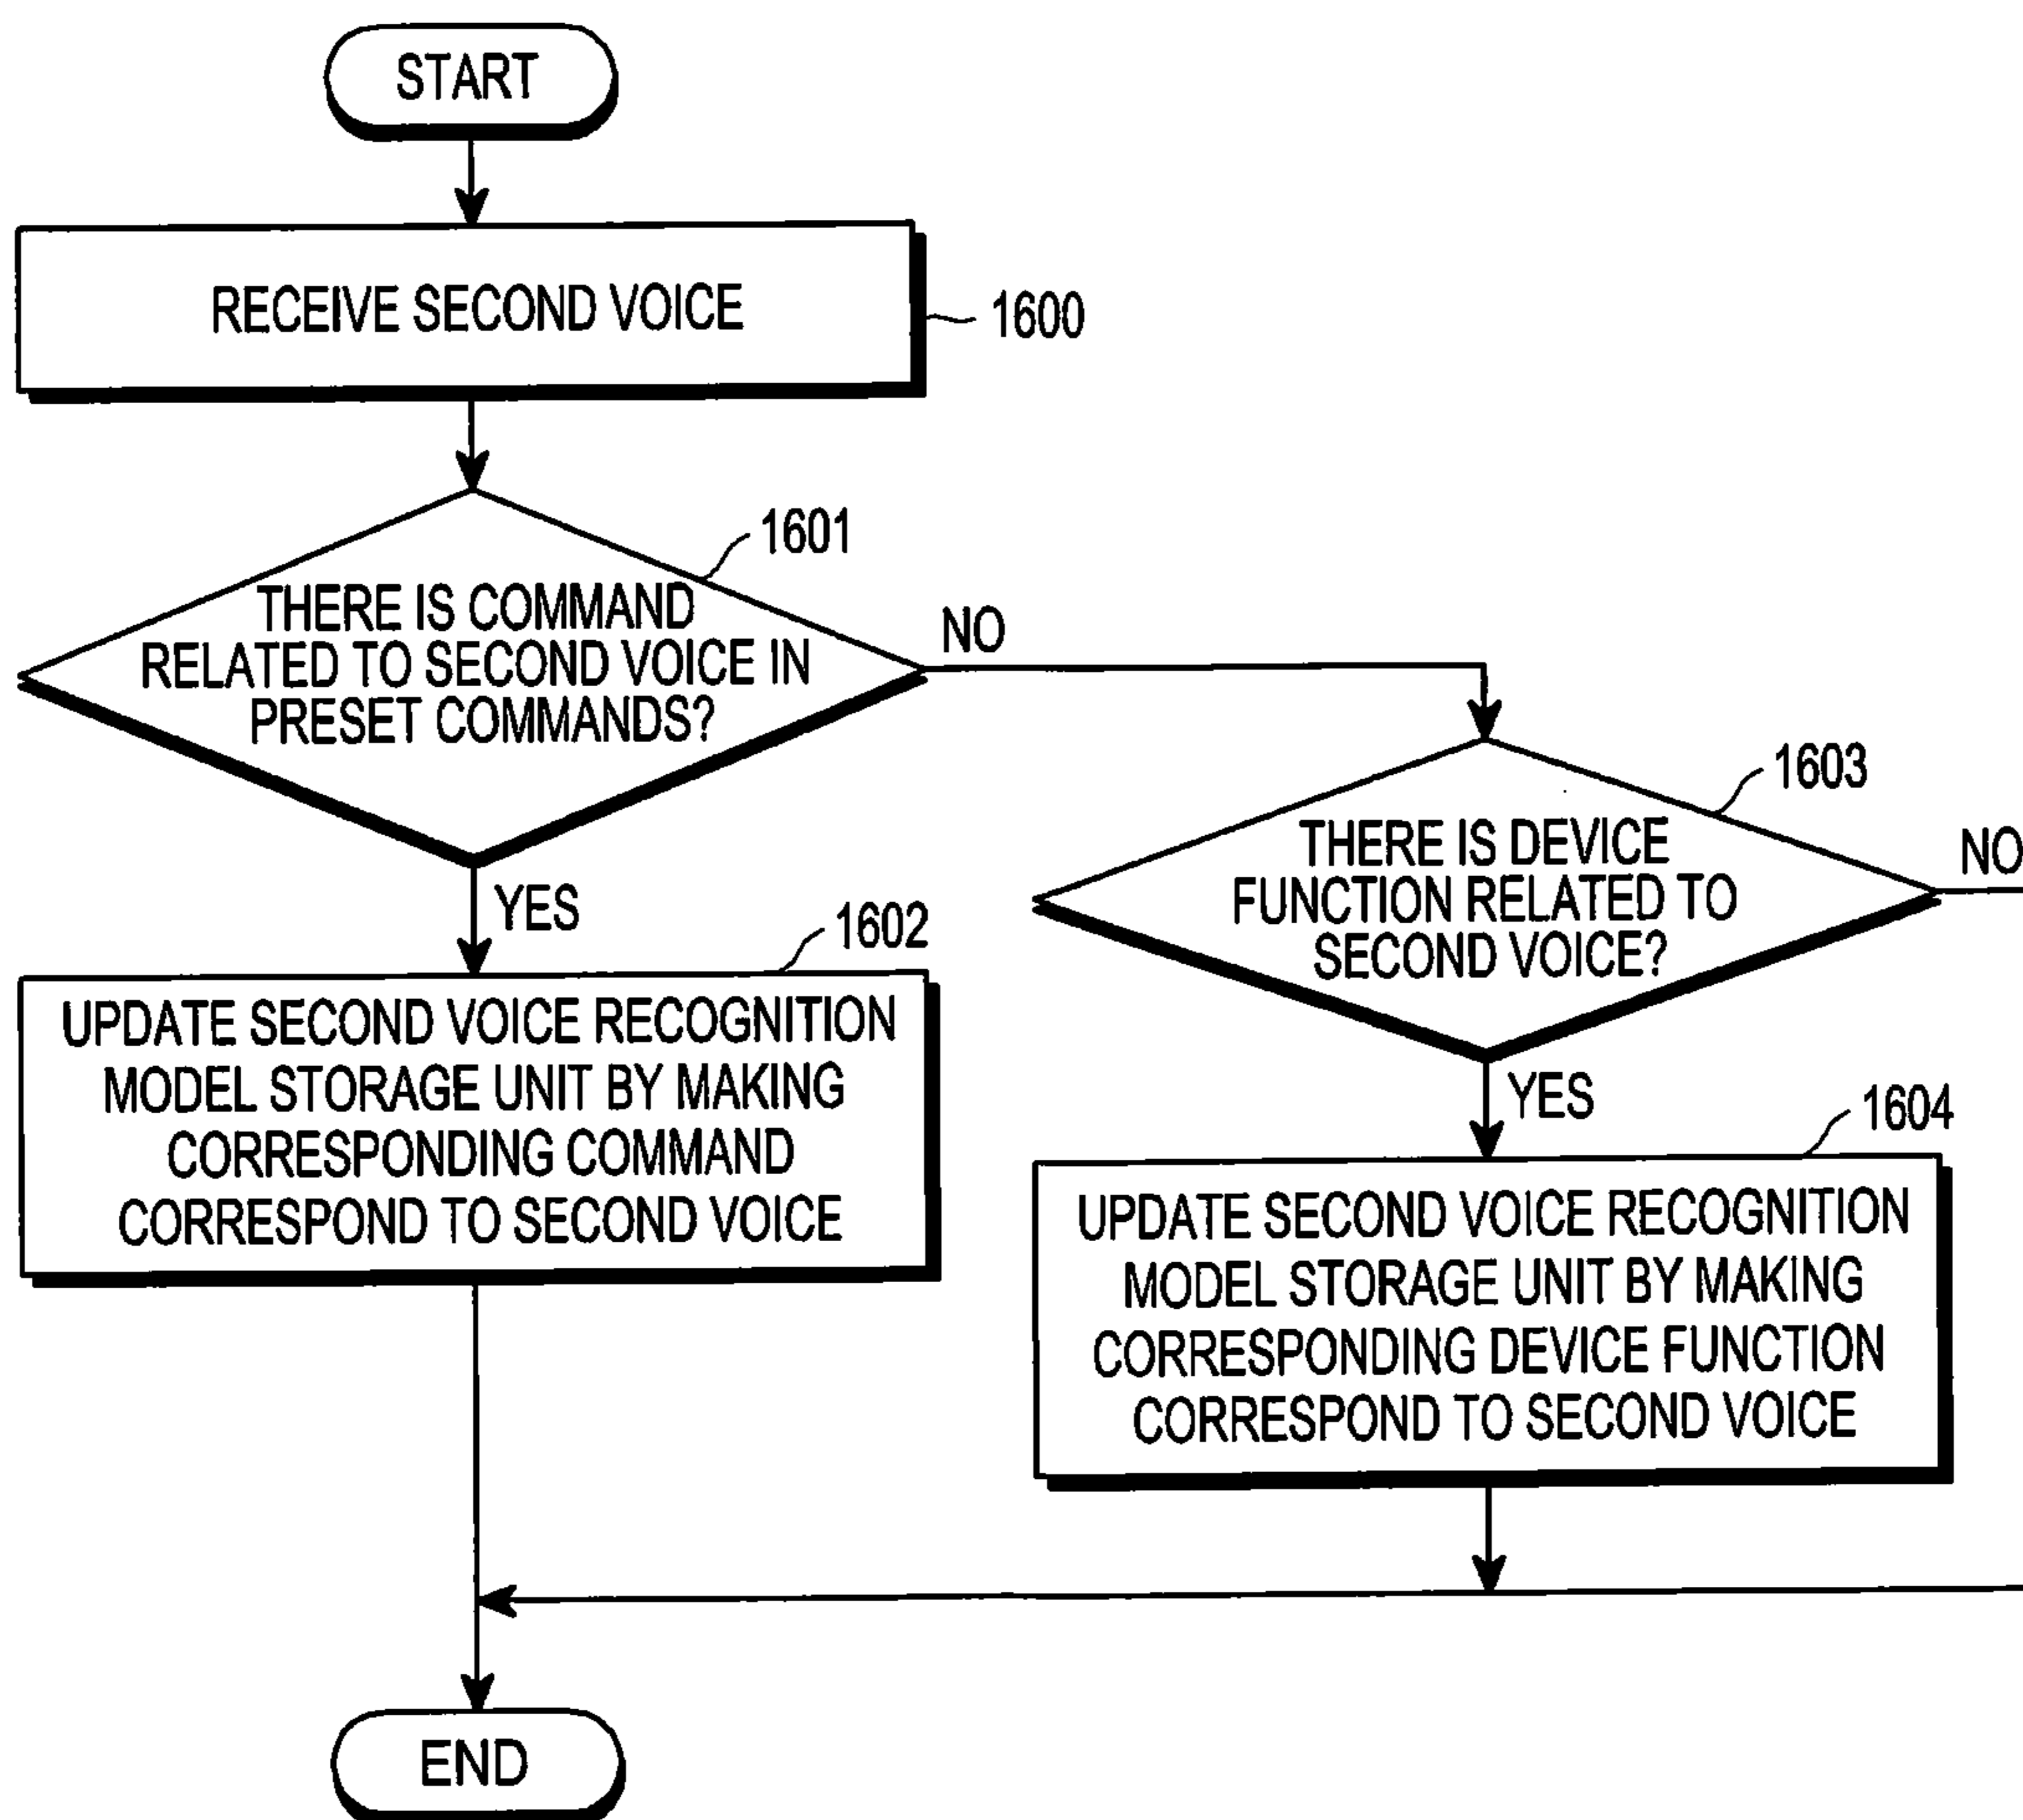 START
RECEIVE SECOND VOICE
1600
1601
THERE IS COMMAND
RELATED TO SECOND VOICE IN
PRESET COMMANDS?
NO
YES
1602
UPDATE SECOND VOICE RECOGNITION
MODEL STORAGE UNIT BY MAKING
CORRESPONDING COMMAND
CORRESPOND TO SECOND VOICE
1603
THERE IS DEVICE
FUNCTION RELATED TO
SECOND VOICE?
NO
YES
1604
UPDATE SECOND VOICE RECOGNITION
MODEL STORAGE UNIT BY MAKING
CORRESPONDING DEVICE FUNCTION
CORRESPOND TO SECOND VOICE
END